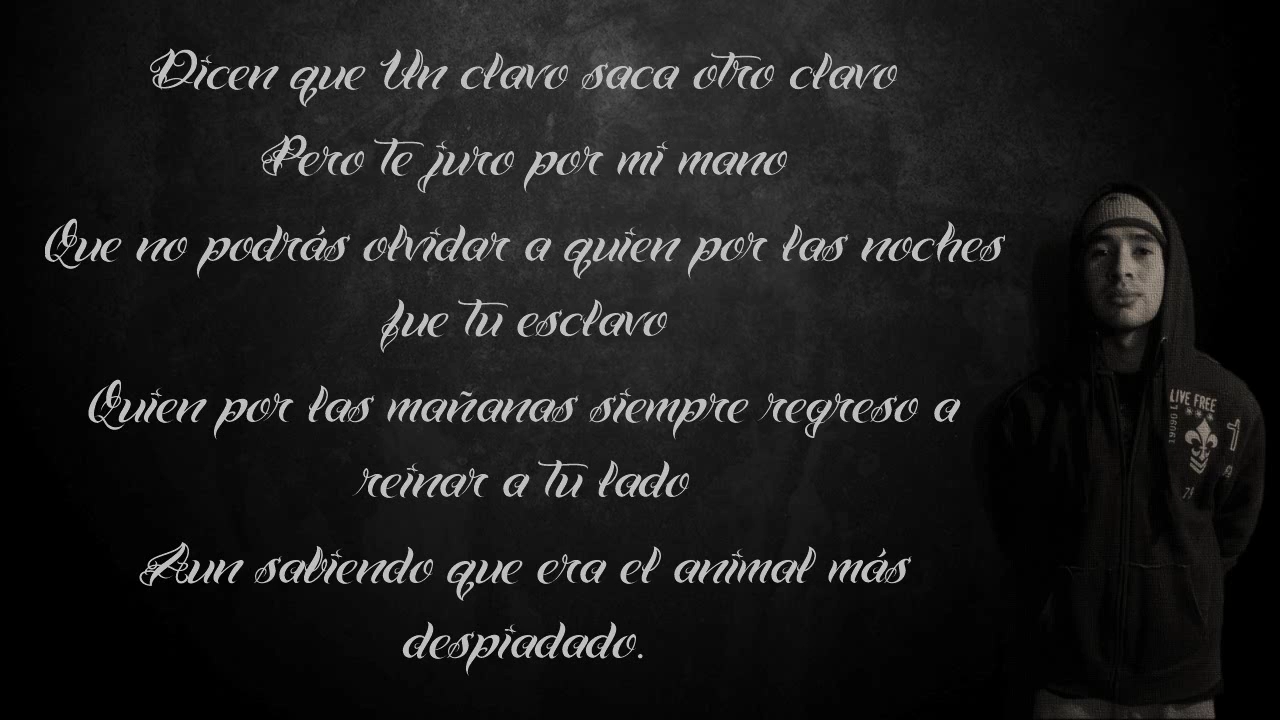 Dicen que Un clavo saca otro clavo
Pero te juro por mi mano
Que no podrás olvidar a quien por las noches
fue tu esclavo
Quien por las mañanas siempre regreso a
reinar a tu lado
Aun sabiendo que era el animal más
despiadado.
LIVE FREE